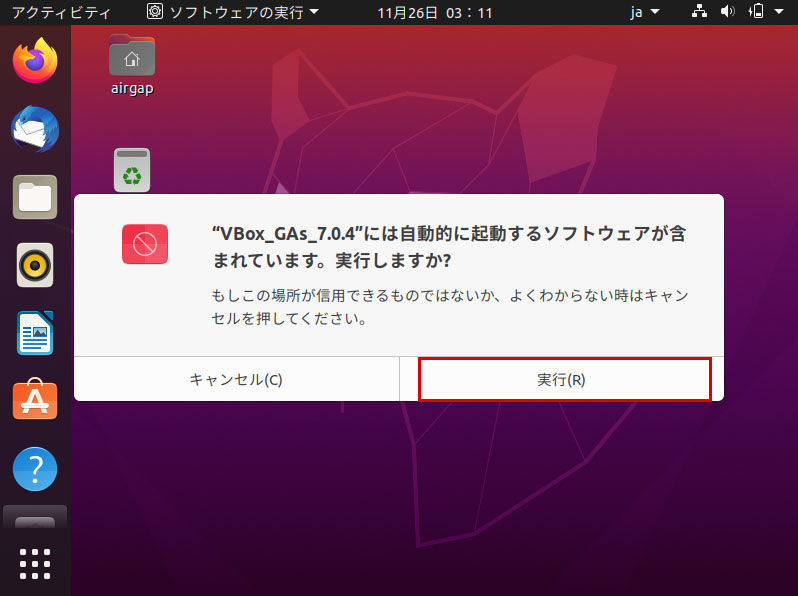 アクティビティ ソフトウェアの実行 11月26日 03：11 ja
airgap
“VBox_GAs_7.0.4”には自動的に起動するソフトウェアが含
まれています。実行しますか?
もしこの場所が信用できるものではないか、よくわからない時はキャン
セルを押してください。
キャンセル(C) 実行(R)